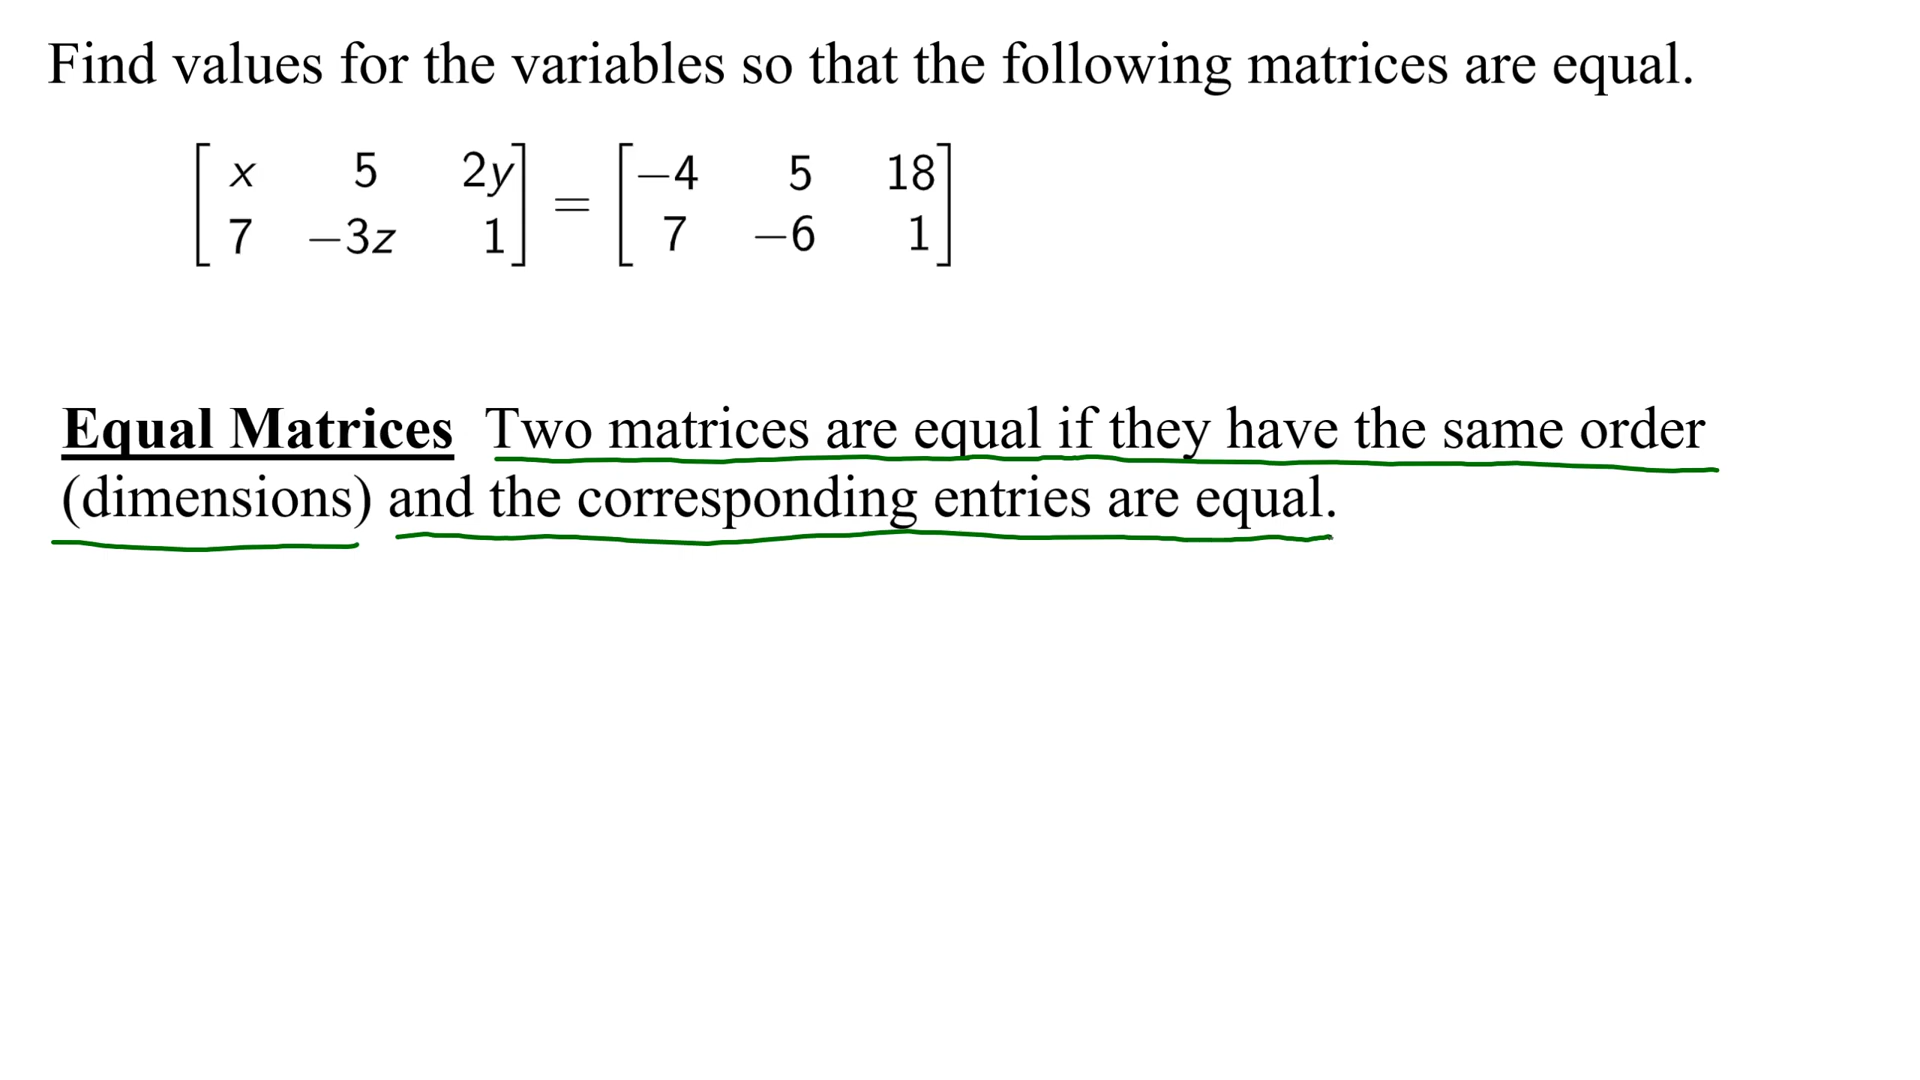 Find values for the variables so that the following matrices are equal.
[x 5 2y] = [−4 5 18]
[7 −3z 1] [7 −6 1]
Equal Matrices Two matrices are equal if they have the same order
(dimensions) and the corresponding entries are equal.